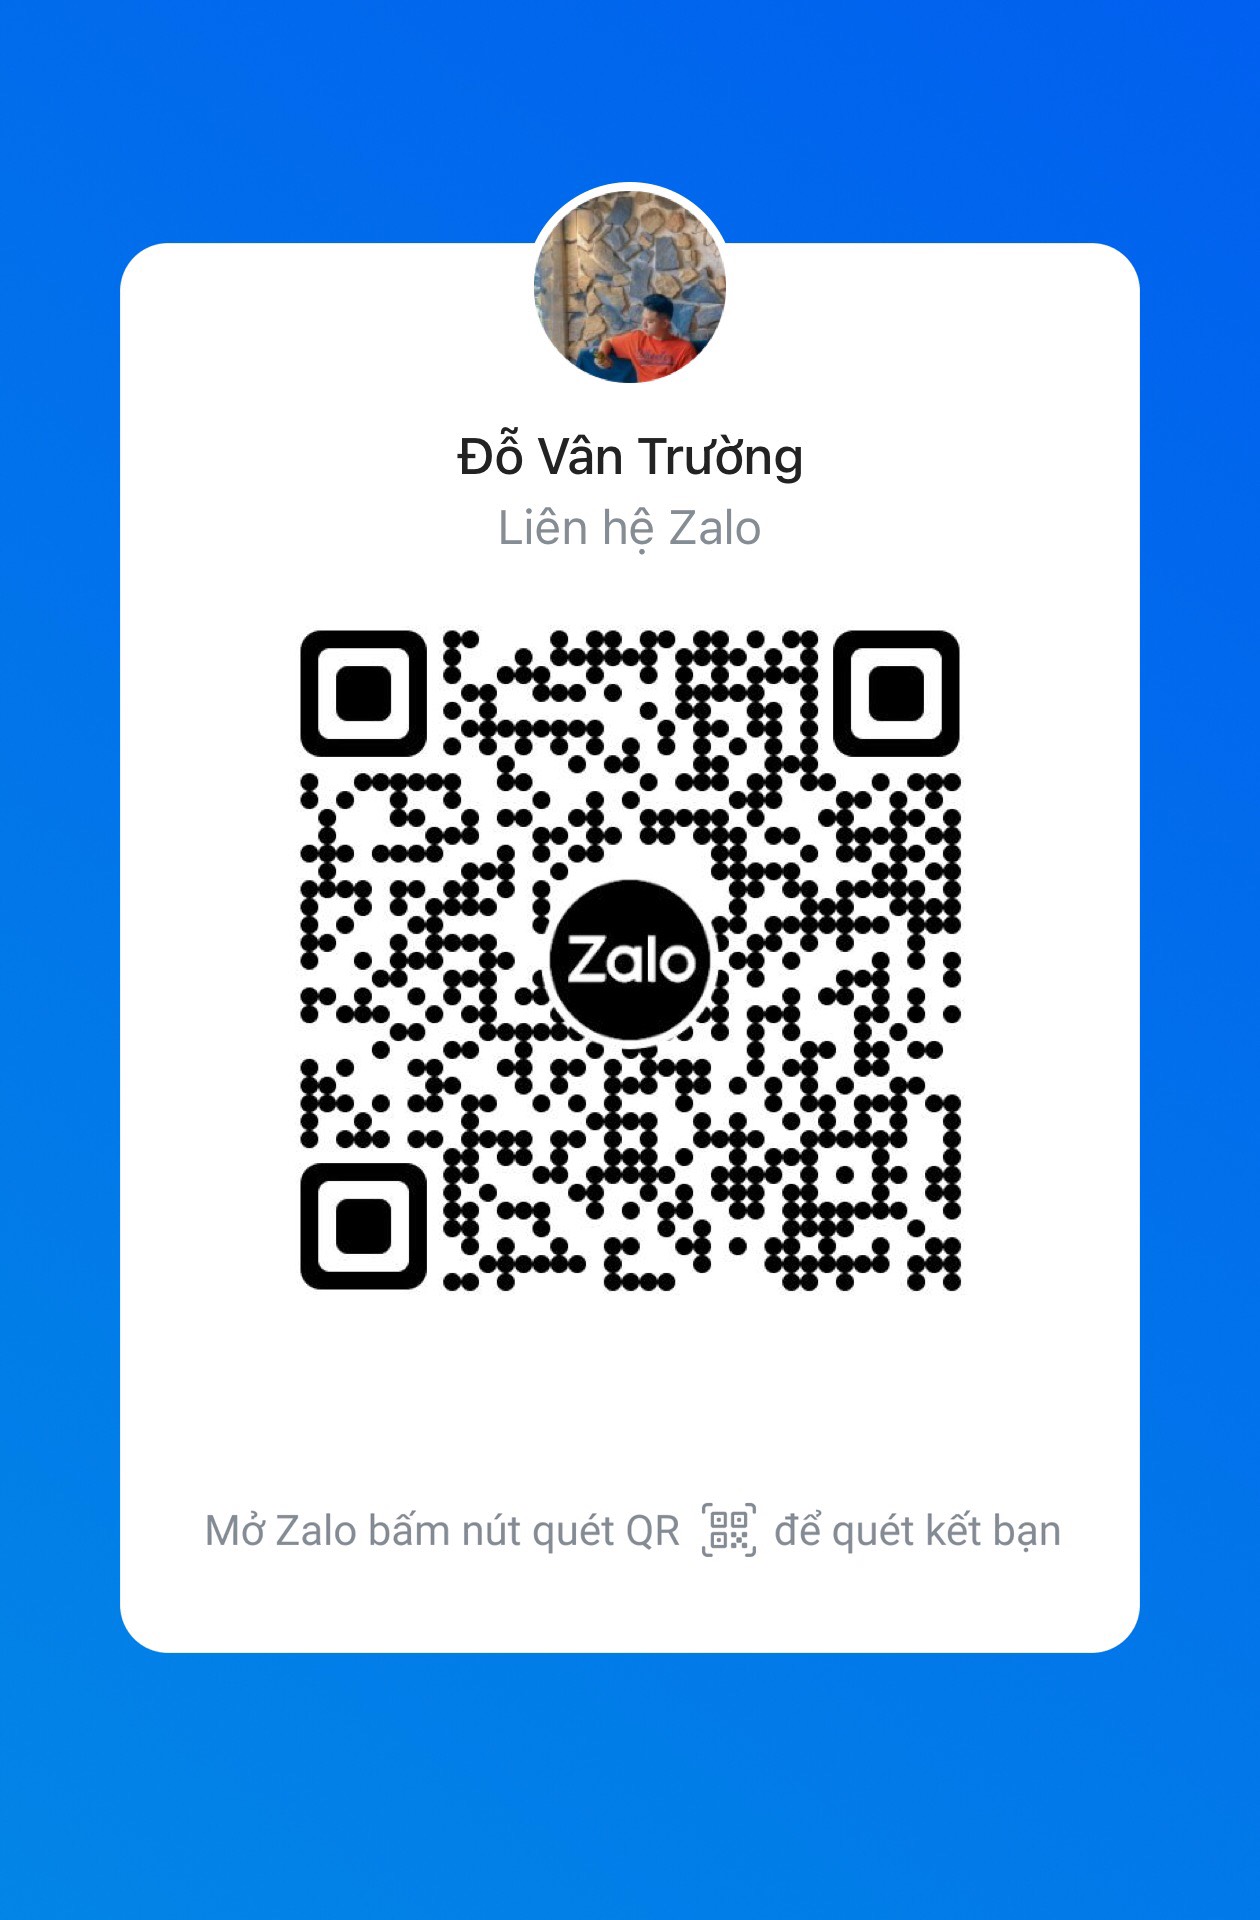 Đỗ Vân Trường
Liên hệ Zalo
Zalo
Mở Zalo bấm nút quét QR để quét kết bạn